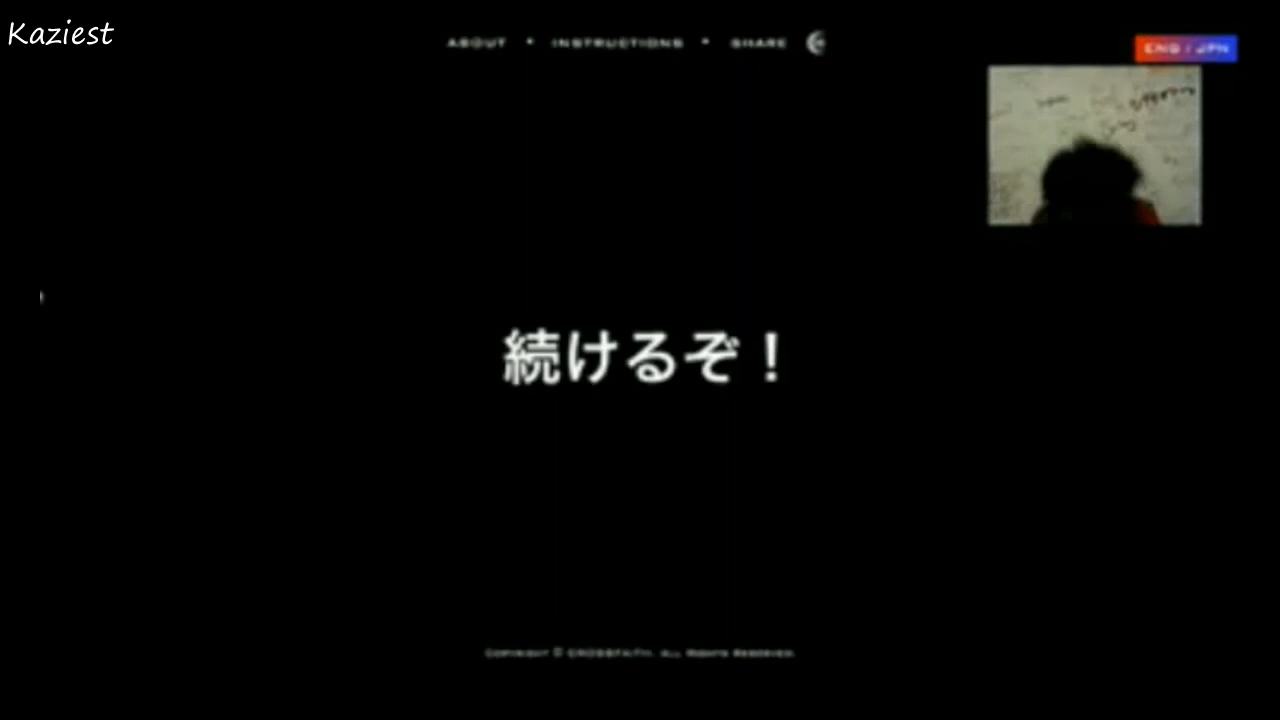 Kaziest
ABOUT • INSTRUCTIONS • SHARE
ENG / JPN
続けるぞ！
COPYRIGHT © CROSSFAITH. ALL RIGHTS RESERVED.